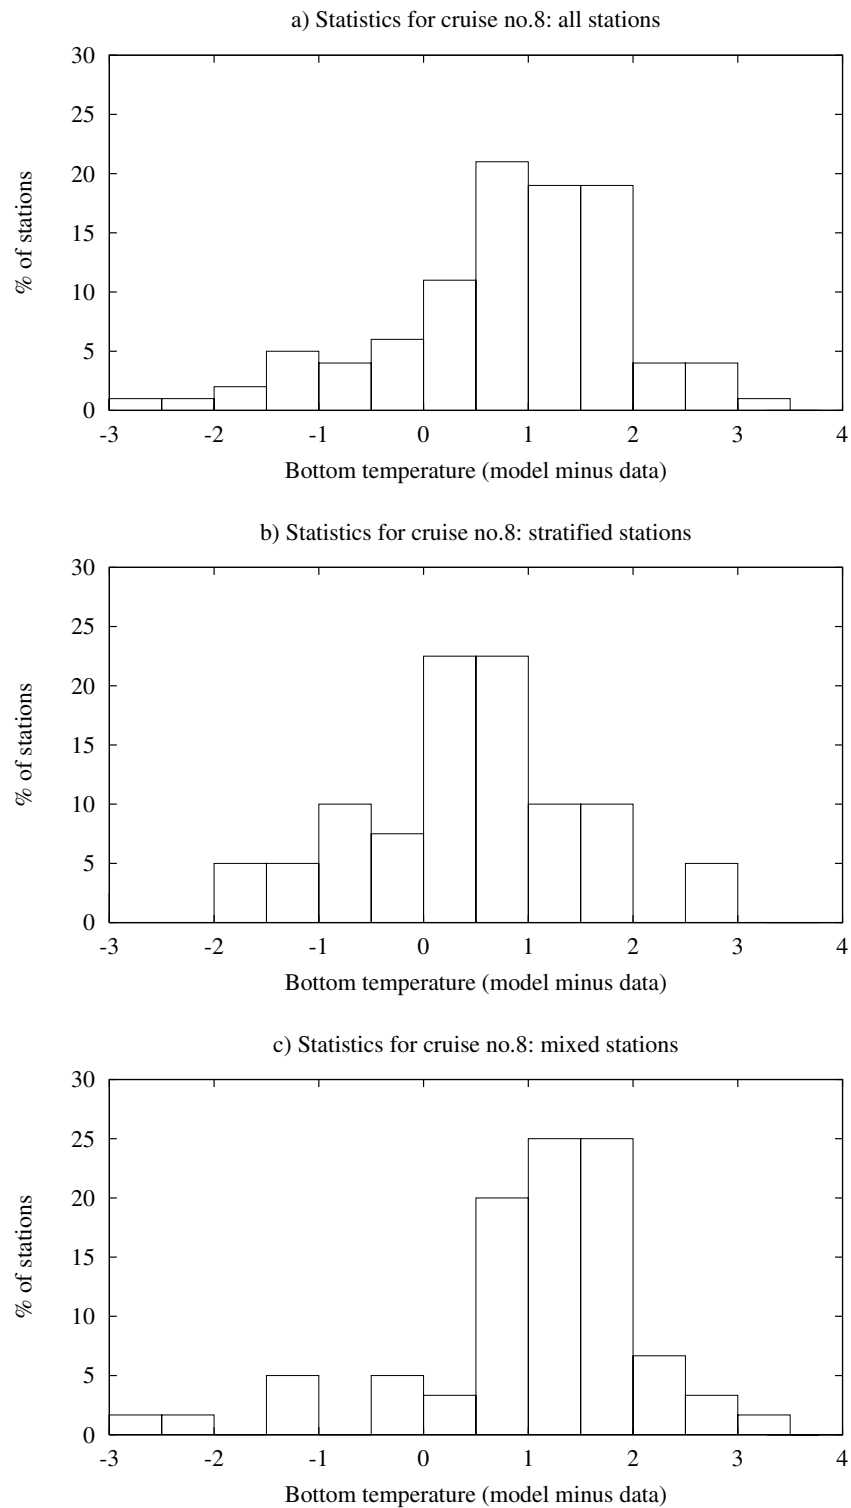 a) Statistics for cruise no.8: all stations
30
25
20
15
10
5
0
% of stations
-3 -2 -1 0 1 2 3 4
Bottom temperature (model minus data)
b) Statistics for cruise no.8: stratified stations
30
25
20
15
10
5
0
% of stations
-3 -2 -1 0 1 2 3 4
Bottom temperature (model minus data)
c) Statistics for cruise no.8: mixed stations
30
25
20
15
10
5
0
% of stations
-3 -2 -1 0 1 2 3 4
Bottom temperature (model minus data)